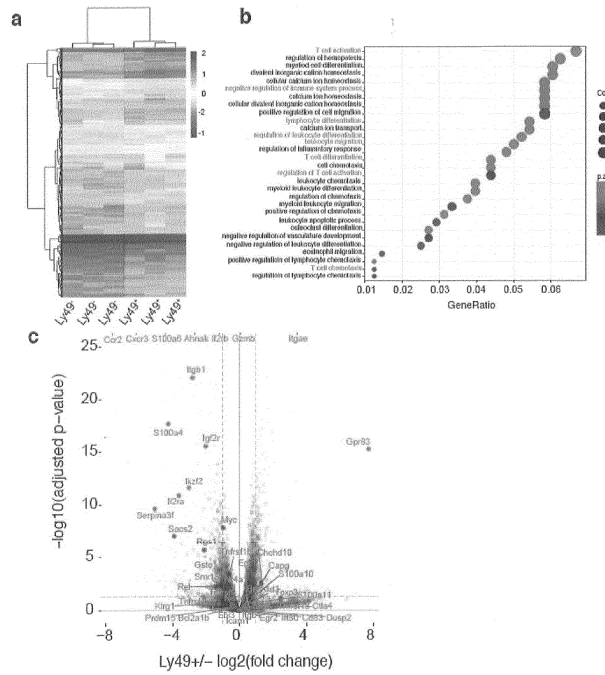 a
2
1
0
-1
Ly49-
Ly49-
Ly49-
Ly49+
Ly49+
Ly49+
b
T cell activation
regulation of hemopoiesis
myeloid cell differentiation
divalent inorganic cation homeostasis
cellular calcium ion homeostasis
negative regulation of immune system process
calcium ion homeostasis
cellular divalent inorganic cation homeostasis
positive regulation of cell migration
lymphocyte differentiation
calcium ion transport
regulation of leukocyte differentiation
leukocyte migration
regulation of inflammatory response
T cell differentiation
cell chemotaxis
regulation of T cell activation
leukocyte chemotaxis
myeloid leukocyte differentiation
regulation of chemotaxis
myeloid leukocyte migration
positive regulation of chemotaxis
leukocyte apoptotic process
osteoclast differentiation
negative regulation of vasculature development
negative regulation of leukocyte differentiation
eosinophil migration
positive regulation of lymphocyte chemotaxis
T cell chemotaxis
regulation of lymphocyte chemotaxis
0.01 0.02 0.03 0.04 0.05 0.06
GeneRatio
Co
p.a
c
Ccr2 Cxcr3 S100a6 Ahnak Il2rb Gzmb Itgae
25
20
15
10
5
0
-log10(adjusted p-value)
Itgb1
S100a4
Igf2r
Gpr83
Ikzf2
Il2ra
Serpina3f
Socs2
Myc
Rgs1
Chchd10
Capg
S100a10
Rel
Foxp3
S100a11
Klrg1
Ctla4
Bcl2a1b
Icam1
Egr2
Cd83 Dusp2
-8 -4 0 4 8
Ly49+/- log2(fold change)